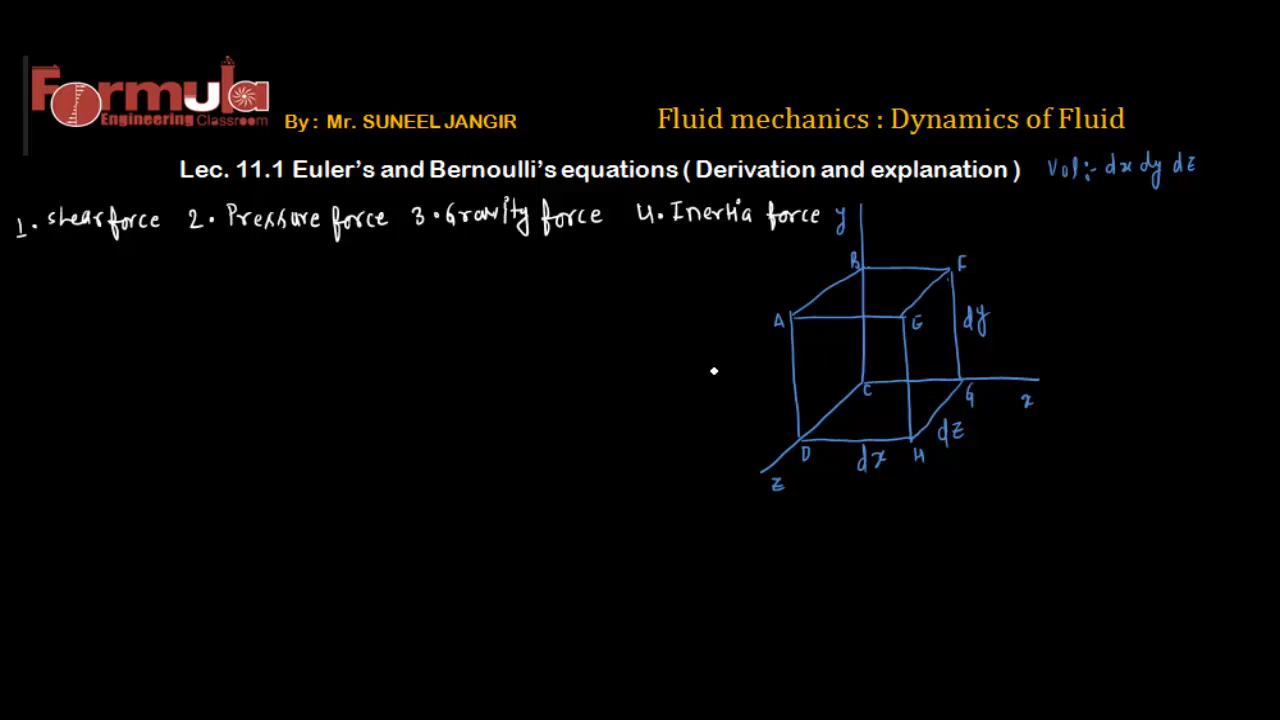 Formula
Engineering Classroom
By : Mr. SUNEEL JANGIR
Fluid mechanics : Dynamics of Fluid
Lec. 11.1 Euler's and Bernoulli's equations ( Derivation and explanation )
Vol :- dx dy dz
1. Shear force 2. Pressure force 3. Gravity force 4. Inertia force
y
B
F
A
E
dy
C
G
x
dz
D
dx
H
z